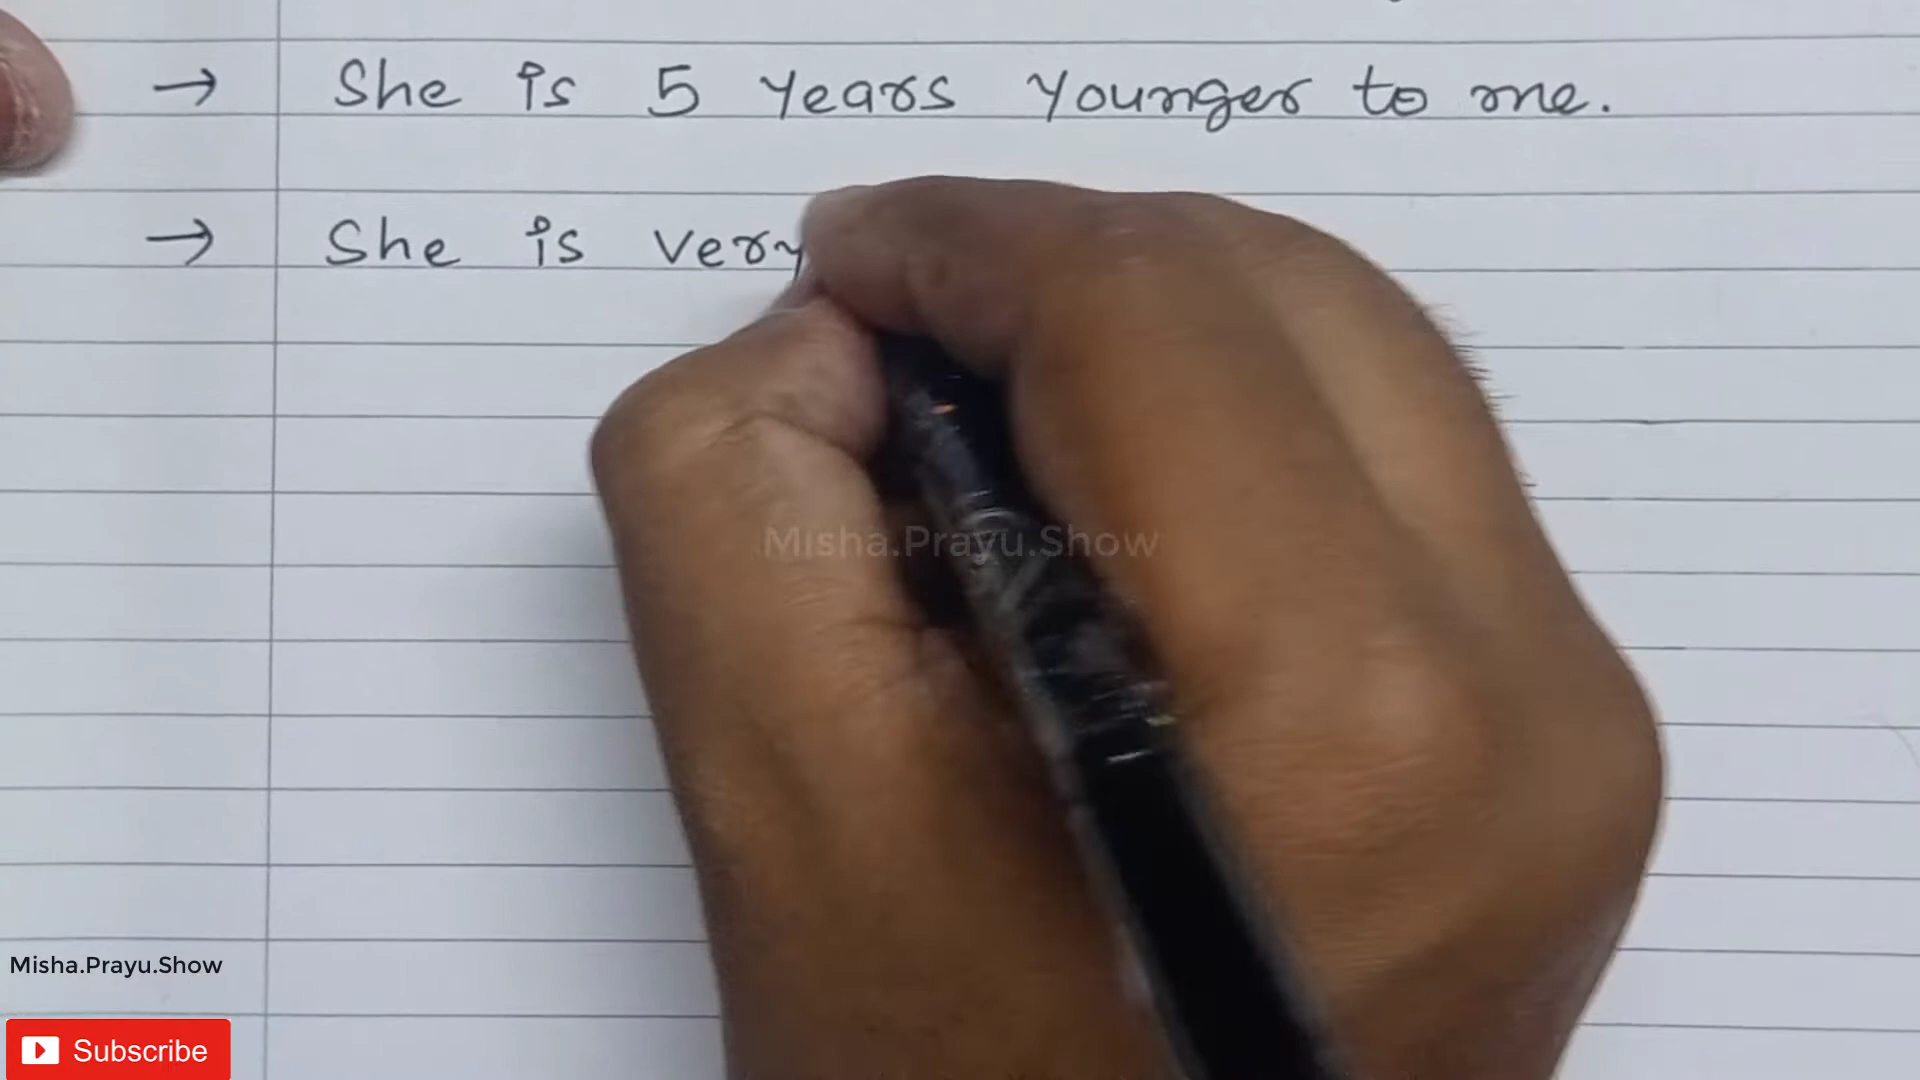 → She is 5 years younger to me.
→ She is very
Misha.Prayu.Show
Misha.Prayu.Show
Subscribe